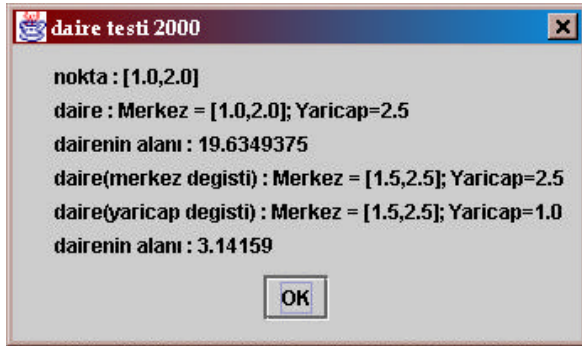 daire testi 2000
nokta : [1.0,2.0]
daire : Merkez = [1.0,2.0]; Yaricap=2.5
dairenin alanı : 19.6349375
daire(merkez degisti) : Merkez = [1.5,2.5]; Yaricap=2.5
daire(yaricap degisti) : Merkez = [1.5,2.5]; Yaricap=1.0
dairenin alanı : 3.14159
OK